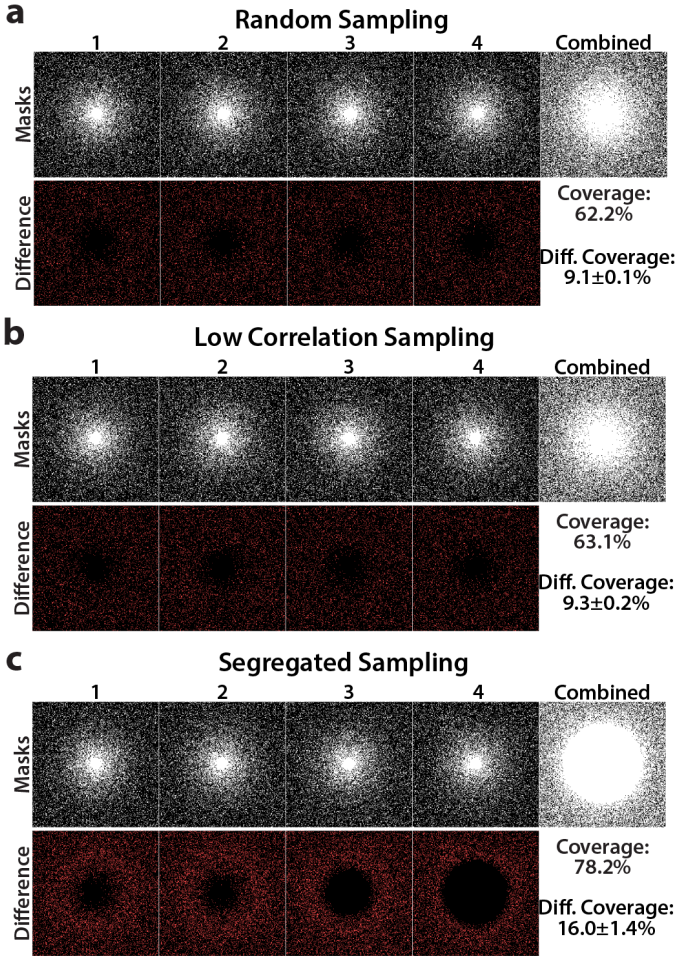 a
Random Sampling
1 2 3 4 Combined
Masks
Difference
Coverage:
62.2%
Diff. Coverage:
9.1±0.1%
b
Low Correlation Sampling
1 2 3 4 Combined
Masks
Difference
Coverage:
63.1%
Diff. Coverage:
9.3±0.2%
c
Segregated Sampling
1 2 3 4 Combined
Masks
Difference
Coverage:
78.2%
Diff. Coverage:
16.0±1.4%